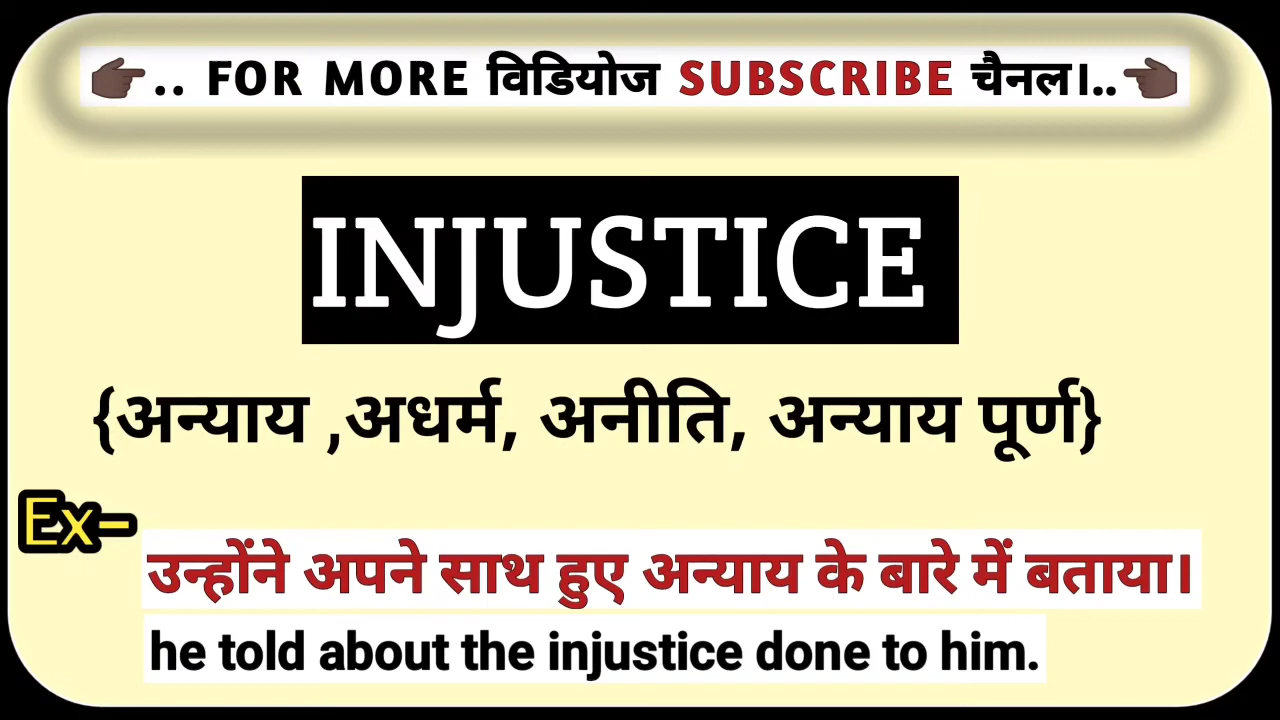 👉.. FOR MORE विडियोज SUBSCRIBE चैनल।..👈
INJUSTICE
{अन्याय ,अधर्म, अनीति, अन्याय पूर्ण}
Ex-
उन्होंने अपने साथ हुए अन्याय के बारे में बताया।
he told about the injustice done to him.